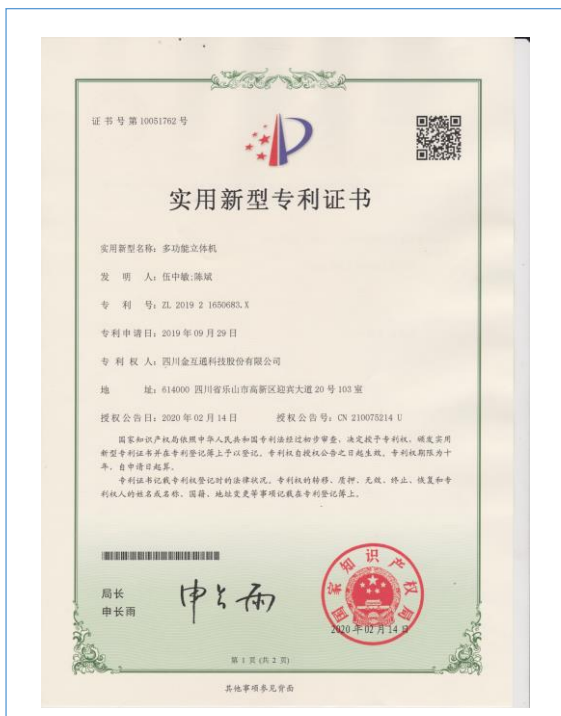 证书号第10051762号
实用新型专利证书
实用新型名称：多功能立体机
发明人：伍中敏;陈斌
专利号：ZL 2019 2 1650683.X
专利申请日：2019年09月29日
专利权人：四川金互通科技股份有限公司
地址：614000 四川省乐山市高新区迎宾大道20号103室
授权公告日：2020年02月14日 授权公告号：CN 210075214 U
国家知识产权局依照中华人民共和国专利法经过初步审查，决定授予专利权，颁发实用
新型专利证书并在专利登记簿上予以登记。专利权自授权公告之日起生效。专利权期限为十
年，自申请日起算。
专利证书记载专利权登记时的法律状况。专利权的转移、质押、无效、终止、恢复和专
利权人的姓名或名称、国籍、地址变更等事项记载在专利登记簿上。
局长
申长雨
申长雨
国家知识产权局
2020年02月14日
第1页(共2页)
其他事项参见背面